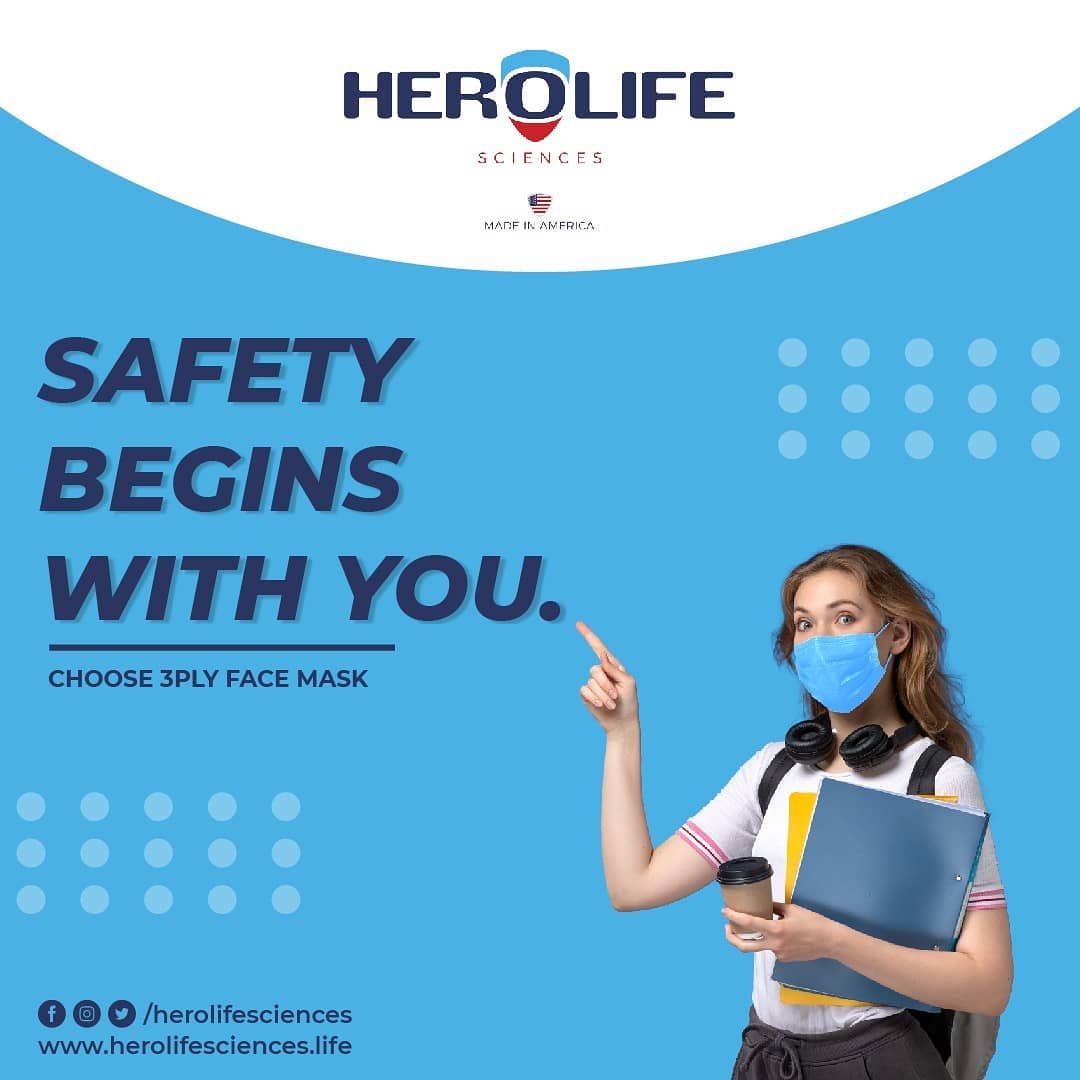 HEROLIFE
SCIENCES
MADE IN AMERICA
SAFETY
BEGINS
WITH YOU.
CHOOSE 3PLY FACE MASK
/herolifesciences
www.herolifesciences.life